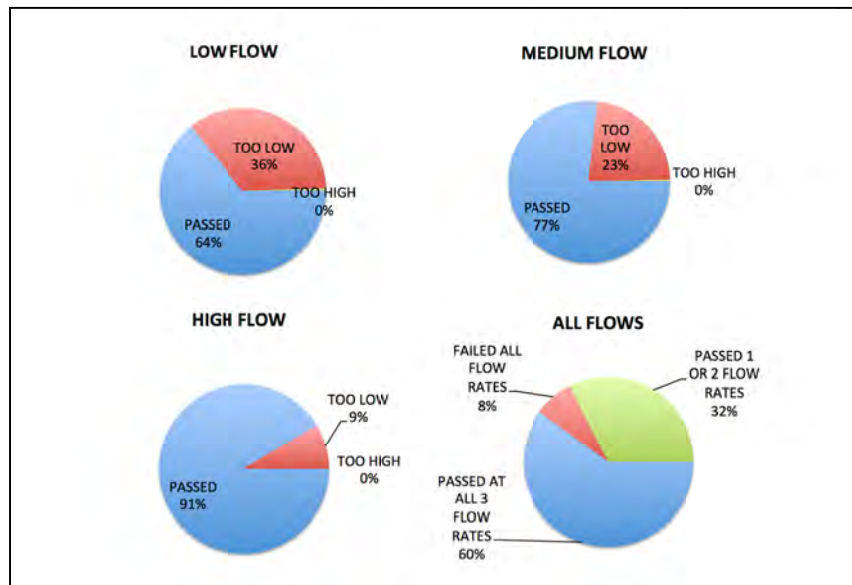 LOW FLOW
TOO LOW
36%
TOO HIGH
0%
PASSED
64%
MEDIUM FLOW
TOO
LOW
23%
TOO HIGH
0%
PASSED
77%
HIGH FLOW
TOO LOW
9%
TOO HIGH
0%
PASSED
91%
ALL FLOWS
FAILED ALL
FLOW
RATES
8%
PASSED 1
OR 2 FLOW
RATES
32%
PASSED AT
ALL 3
FLOW
RATES
60%